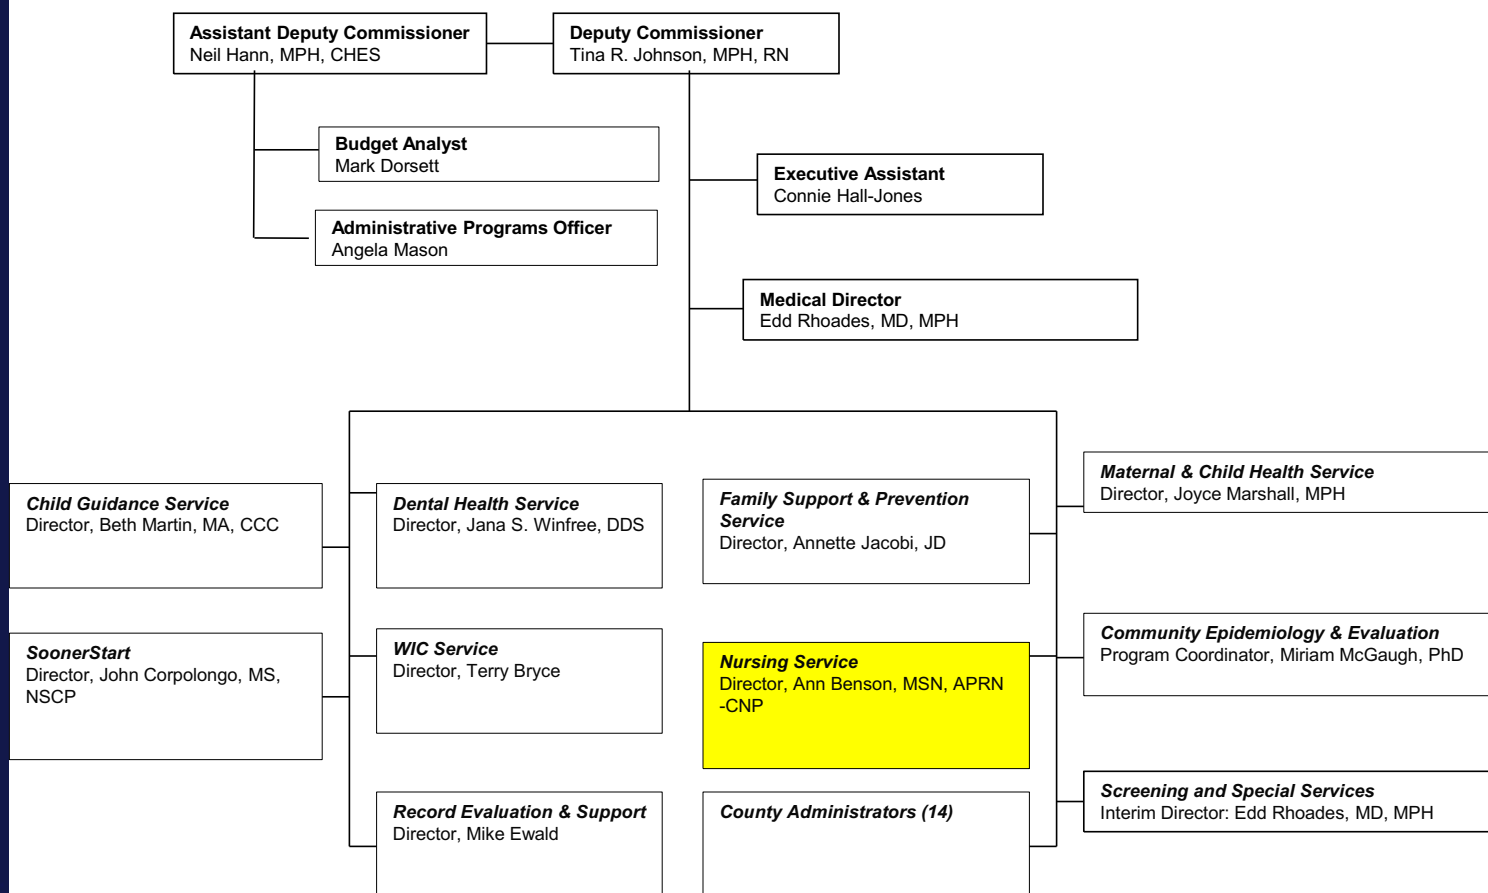 Assistant Deputy Commissioner
Neil Hann, MPH, CHES
Deputy Commissioner
Tina R. Johnson, MPH, RN
Budget Analyst
Mark Dorsett
Executive Assistant
Connie Hall-Jones
Administrative Programs Officer
Angela Mason
Medical Director
Edd Rhoades, MD, MPH
Child Guidance Service
Director, Beth Martin, MA, CCC
Dental Health Service
Director, Jana S. Winfree, DDS
Family Support & Prevention
Service
Director, Annette Jacobi, JD
Maternal & Child Health Service
Director, Joyce Marshall, MPH
SoonerStart
Director, John Corpolongo, MS,
NSCP
WIC Service
Director, Terry Bryce
Nursing Service
Director, Ann Benson, MSN, APRN
-CNP
Community Epidemiology & Evaluation
Program Coordinator, Miriam McGaugh, PhD
Record Evaluation & Support
Director, Mike Ewald
County Administrators (14)
Screening and Special Services
Interim Director: Edd Rhoades, MD, MPH